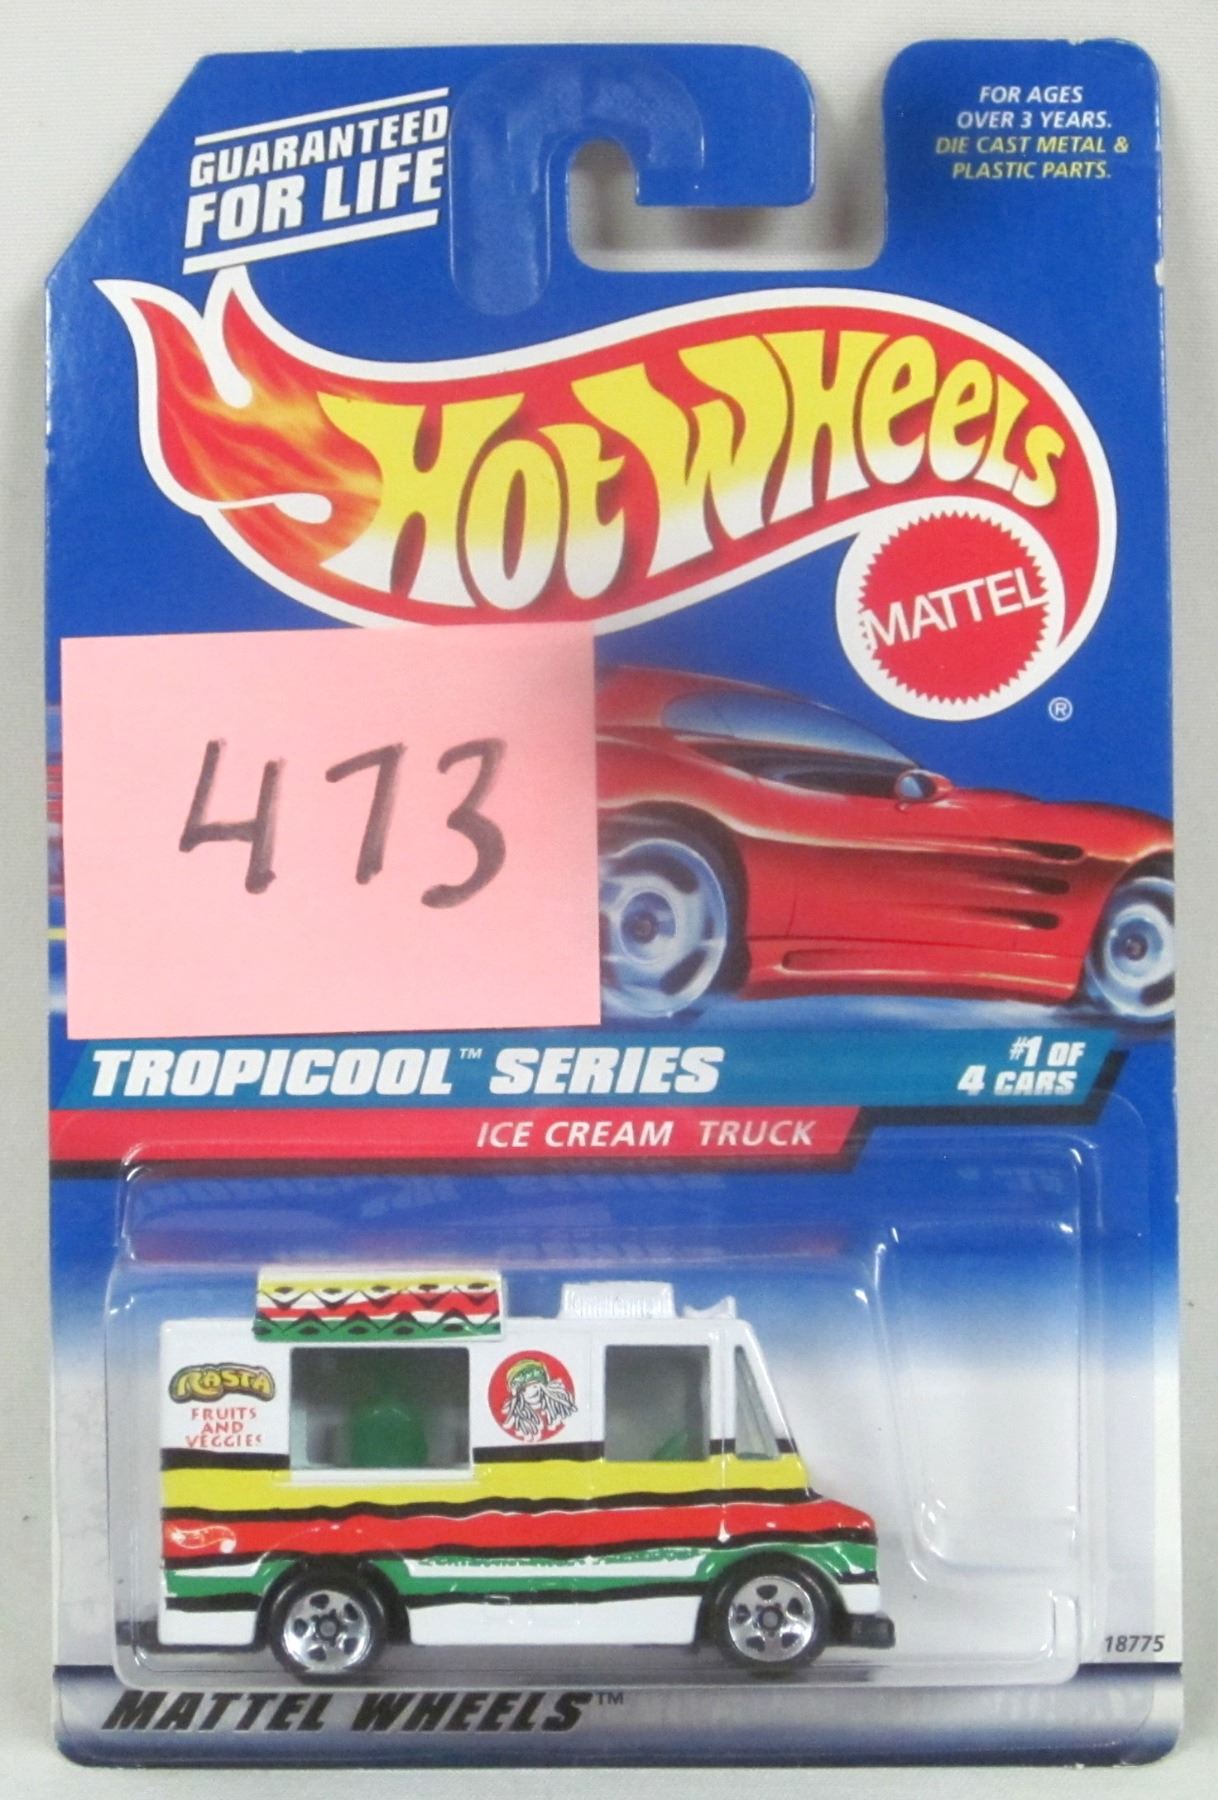 GUARANTEED
FOR LIFE
FOR AGES
OVER 3 YEARS.
DIE CAST METAL &
PLASTIC PARTS.
HOT WHEELS
MATTEL
®
473
TROPICOOL™ SERIES
#1 OF
4 CARS
ICE CREAM TRUCK
RASTA
FRUITS
AND
VEGGIES
18775
MATTEL WHEELS™